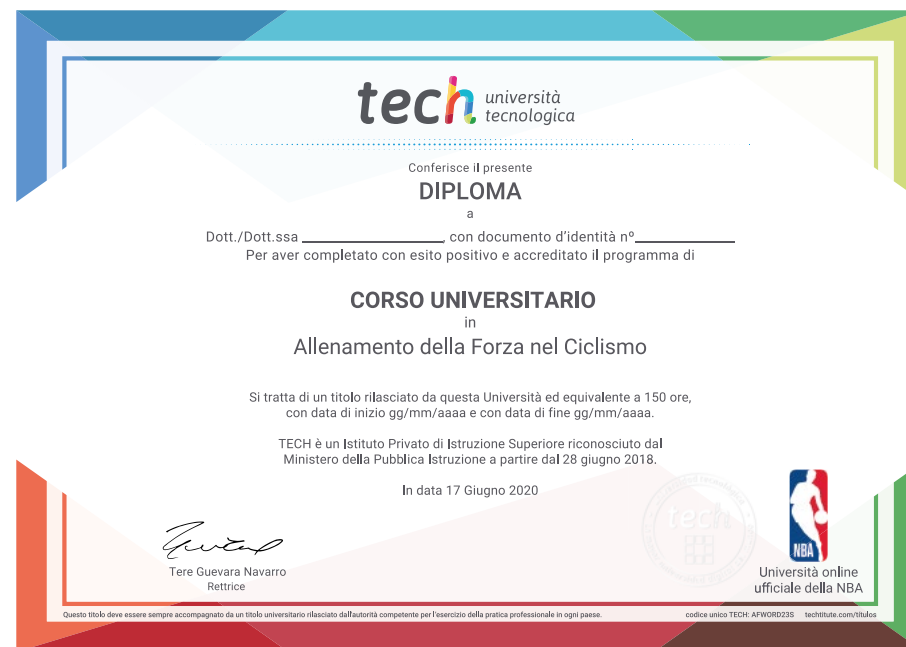 tech università
tecnologica
Conferisce il presente
DIPLOMA
a
Dott./Dott.ssa ____________________, con documento d'identità nº______________
Per aver completato con esito positivo e accreditato il programma di
CORSO UNIVERSITARIO
in
Allenamento della Forza nel Ciclismo
Si tratta di un titolo rilasciato da questa Università ed equivalente a 150 ore,
con data di inizio gg/mm/aaaa e con data di fine gg/mm/aaaa.
TECH è un Istituto Privato di Istruzione Superiore riconosciuto dal
Ministero della Pubblica Istruzione a partire dal 28 giugno 2018.
In data 17 Giugno 2020
tech
NBA
Tere Guevara Navarro
Rettrice
Università online
ufficiale della NBA
Questo titolo deve essere sempre accompagnato da un titolo universitario rilasciato dall'autorità competente per l'esercizio della pratica professionale in ogni paese.
codice unico TECH: AFWORD23S techtitute.com/titulos